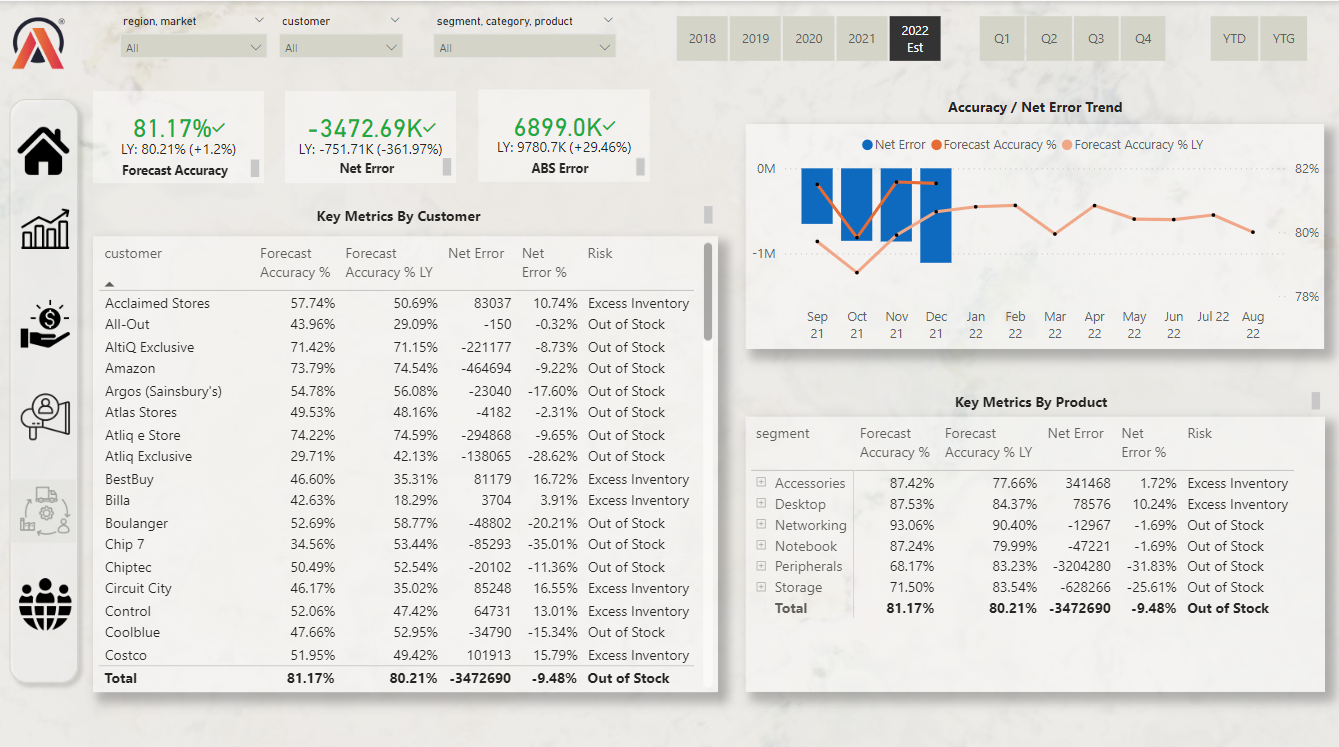 region, market
customer
segment, category, product
All
All
All
2018
2019
2020
2021
2022
Est
Q1
Q2
Q3
Q4
YTD
YTG
81.17%
LY: 80.21% (+1.2%)
Forecast Accuracy
-3472.69K
LY: -751.71K (-361.97%)
Net Error
6899.0K
LY: 9780.7K (+29.46%)
ABS Error
Key Metrics By Customer
customer Forecast Accuracy % Forecast Accuracy % LY Net Error Net Error % Risk
Acclaimed Stores 57.74% 50.69% 83037 10.74% Excess Inventory
All-Out 43.96% 29.09% -150 -0.32% Out of Stock
AltiQ Exclusive 71.42% 71.15% -221177 -8.73% Out of Stock
Amazon 73.79% 74.54% -464694 -9.22% Out of Stock
Argos (Sainsbury's) 54.78% 56.08% -23040 -17.60% Out of Stock
Atlas Stores 49.53% 48.16% -4182 -2.31% Out of Stock
Atliq e Store 74.22% 74.59% -294868 -9.65% Out of Stock
Atliq Exclusive 29.71% 42.13% -138065 -28.62% Out of Stock
BestBuy 46.60% 35.31% 81179 16.72% Excess Inventory
Billa 42.63% 18.29% 3704 3.91% Excess Inventory
Boulanger 52.69% 58.77% -48802 -20.21% Out of Stock
Chip 7 34.56% 53.44% -85293 -35.01% Out of Stock
Chiptec 50.49% 52.54% -20102 -11.36% Out of Stock
Circuit City 46.17% 35.02% 85248 16.55% Excess Inventory
Control 52.06% 47.42% 64731 13.01% Excess Inventory
Coolblue 47.66% 52.95% -34790 -15.34% Out of Stock
Costco 51.95% 49.42% 101913 15.79% Excess Inventory
Total 81.17% 80.21% -3472690 -9.48% Out of Stock
Accuracy / Net Error Trend
Net Error Forecast Accuracy % Forecast Accuracy % LY
0M
-1M
82%
80%
78%
Sep 21
Oct 21
Nov 21
Dec 21
Jan 22
Feb 22
Mar 22
Apr 22
May 22
Jun 22
Jul 22
Aug 22
Key Metrics By Product
segment Forecast Accuracy % Forecast Accuracy % LY Net Error Net Error % Risk
Accessories 87.42% 77.66% 341468 1.72% Excess Inventory
Desktop 87.53% 84.37% 78576 10.24% Excess Inventory
Networking 93.06% 90.40% -12967 -1.69% Out of Stock
Notebook 87.24% 79.99% -47221 -1.69% Out of Stock
Peripherals 68.17% 83.23% -3204280 -31.83% Out of Stock
Storage 71.50% 83.54% -628266 -25.61% Out of Stock
Total 81.17% 80.21% -3472690 -9.48% Out of Stock